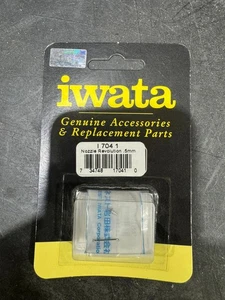 iwata
Genuine Accessories
& Replacement Parts
I 704 1
Nozzle Revolution .5mm
7 34748 17041 0